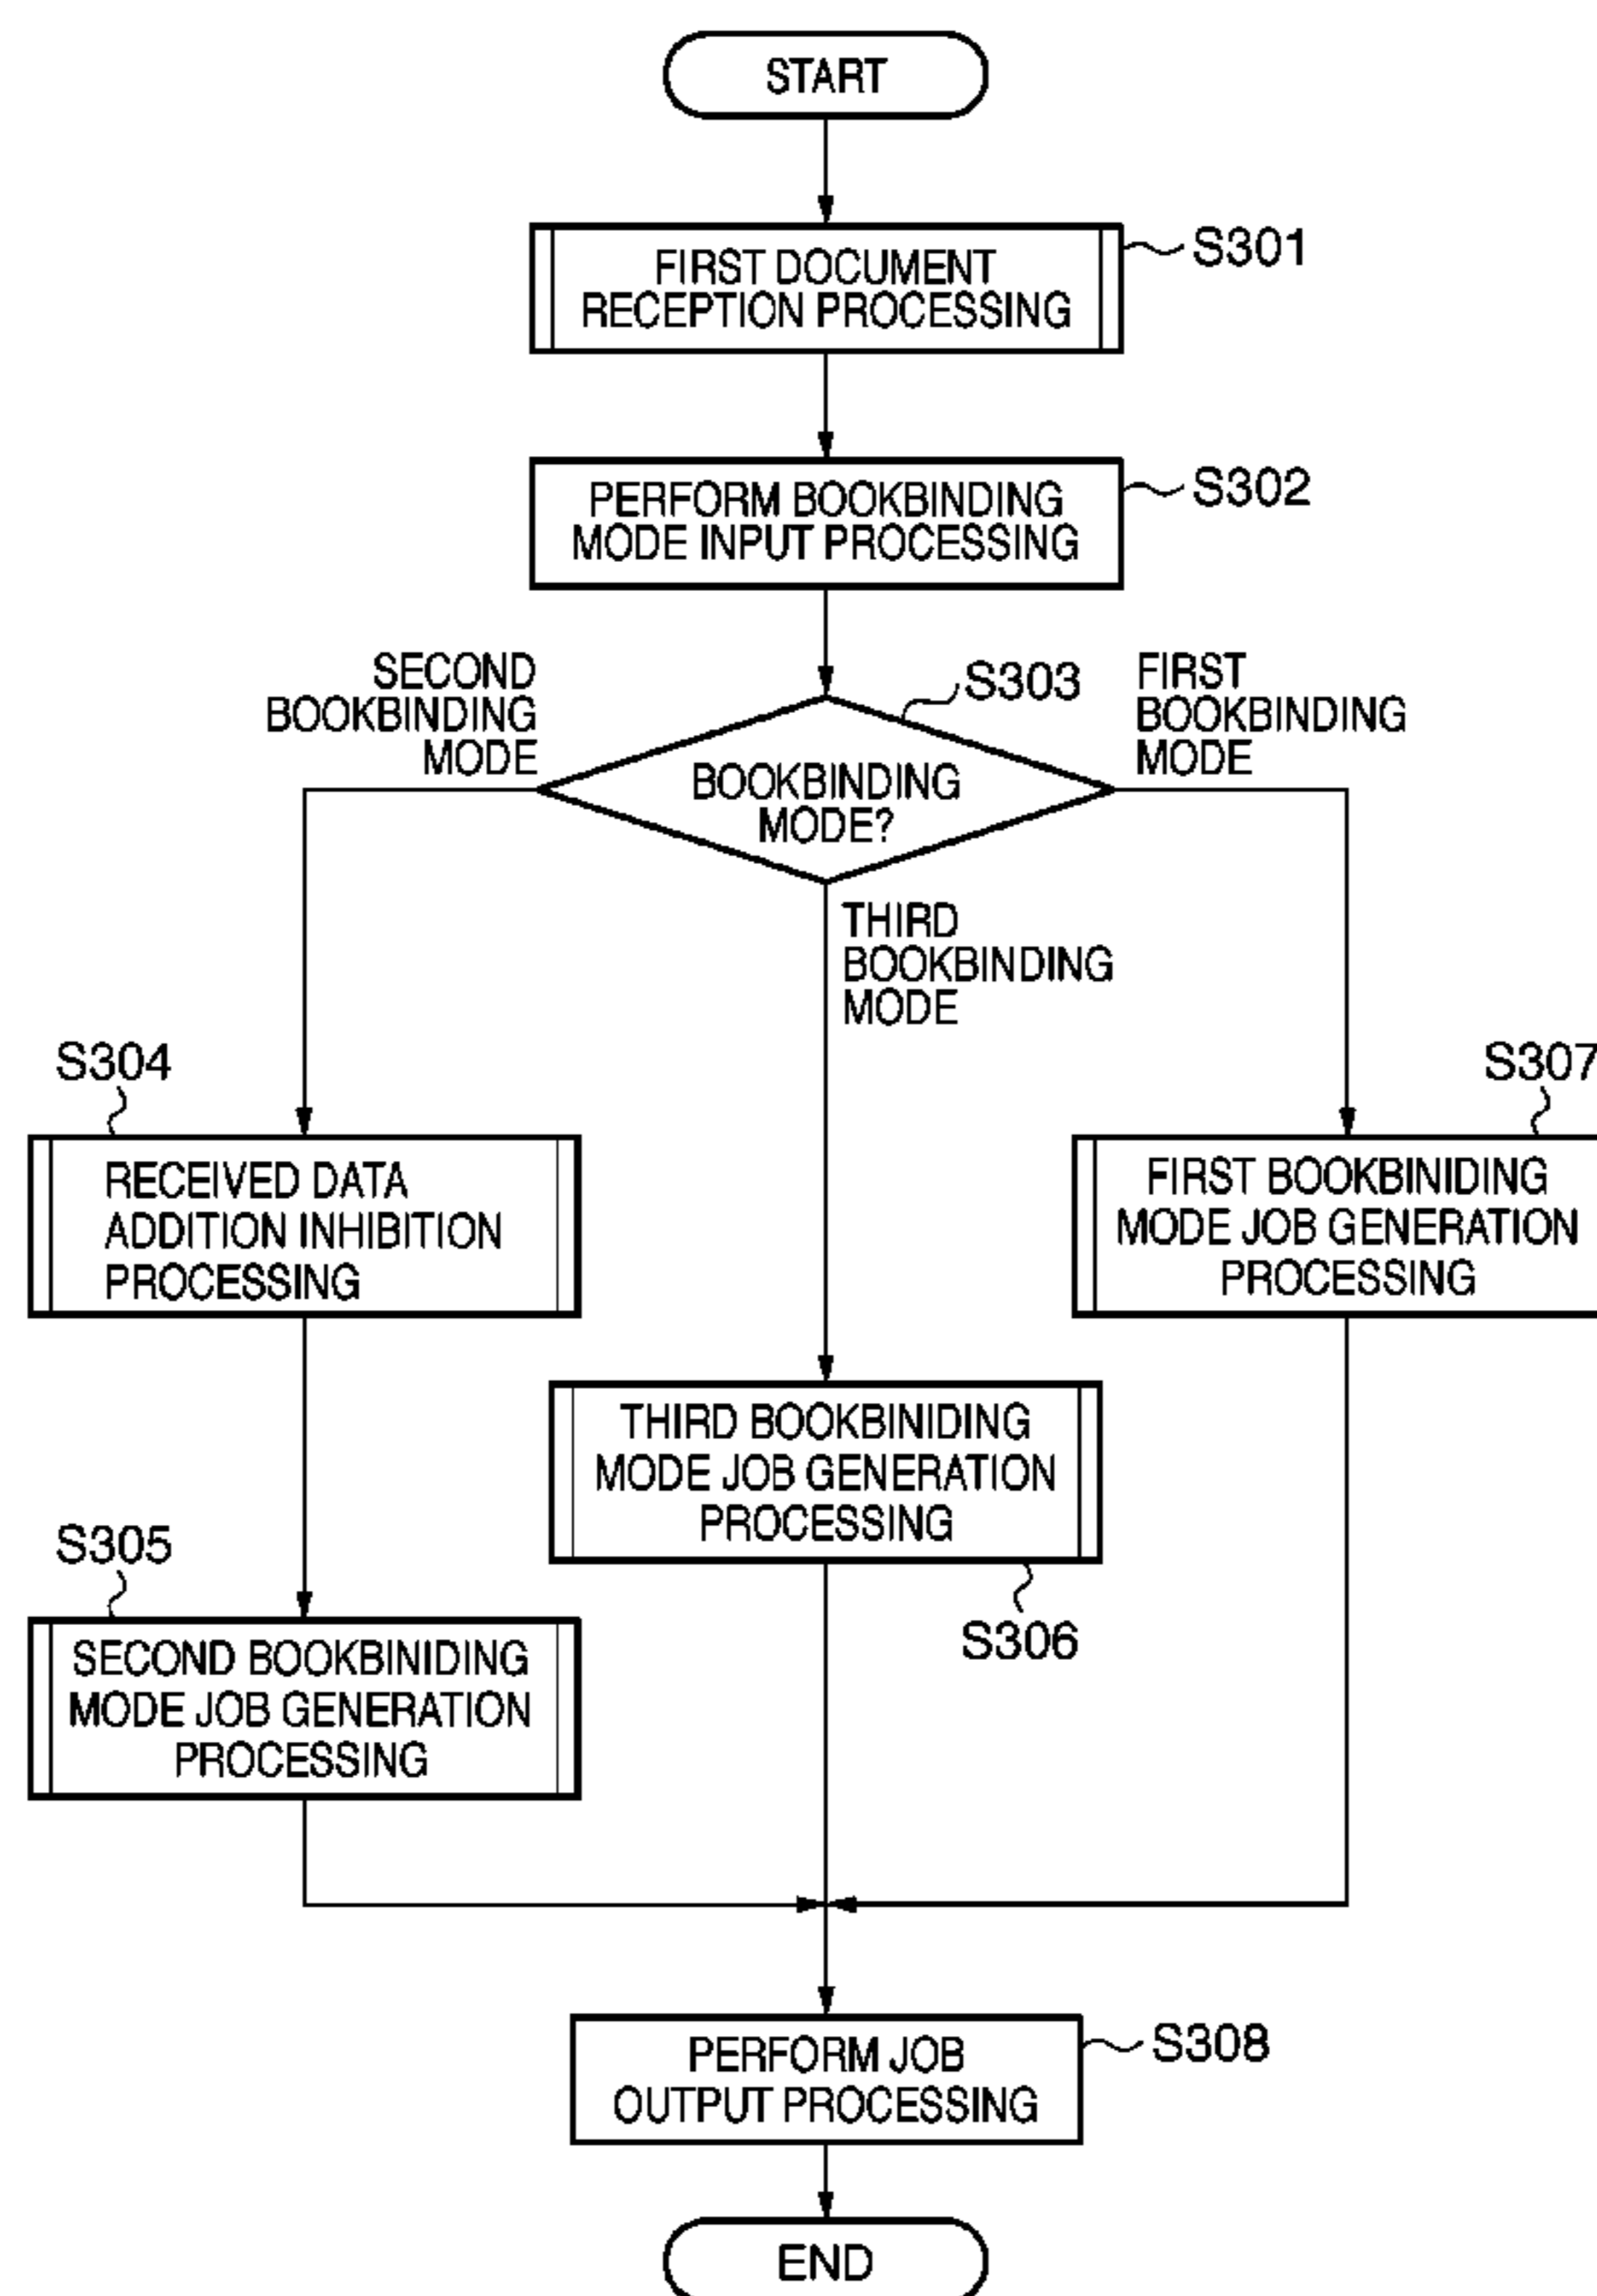 START
FIRST DOCUMENT
RECEPTION PROCESSING
S301
PERFORM BOOKBINDING
MODE INPUT PROCESSING
S302
SECOND
BOOKBINDING
MODE
S303
FIRST
BOOKBINDING
MODE
BOOKBINDING
MODE?
THIRD
BOOKBINDING
MODE
S304
RECEIVED DATA
ADDITION INHIBITION
PROCESSING
S307
FIRST BOOKBINIDING
MODE JOB GENERATION
PROCESSING
THIRD BOOKBINIDING
MODE JOB GENERATION
PROCESSING
S306
S305
SECOND BOOKBINIDING
MODE JOB GENERATION
PROCESSING
PERFORM JOB
OUTPUT PROCESSING
S308
END